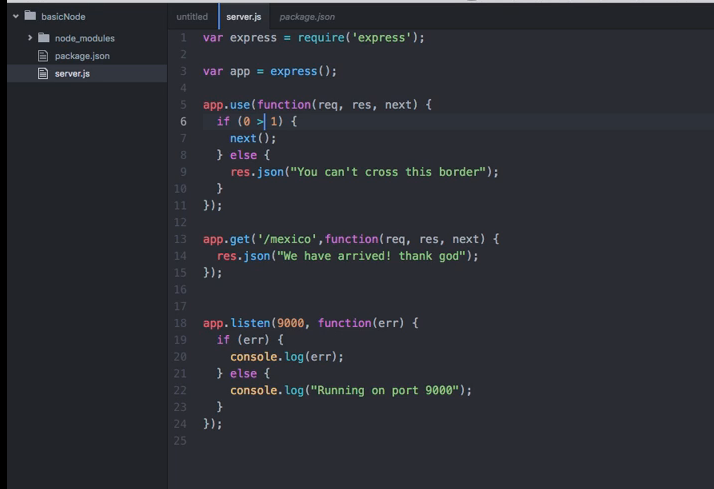 basicNode
node_modules
package.json
server.js
untitled server.js package.json
1 var express = require('express');
2
3 var app = express();
4
5 app.use(function(req, res, next) {
6   if (0 > 1) {
7     next();
8   } else {
9     res.json("You can't cross this border");
10   }
11 });
12
13 app.get('/mexico',function(req, res, next) {
14   res.json("We have arrived! thank god");
15 });
16
17
18 app.listen(9000, function(err) {
19   if (err) {
20     console.log(err);
21   } else {
22     console.log("Running on port 9000");
23   }
24 });
25